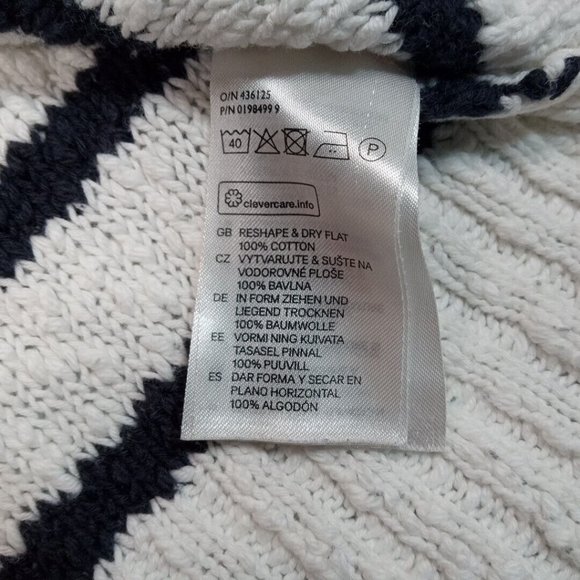 O/N 436125
P/N 0198499 9
40 P
clevercare.info
GB RESHAPE & DRY FLAT
100% COTTON
CZ VYTVARUJTE & SUŠTE NA
VODOROVNÉ PLOŠE
100% BAVLNA
DE IN FORM ZIEHEN UND
LIEGEND TROCKNEN
100% BAUMWOLLE
EE VORMI NING KUIVATA
TASASEL PINNAL
100% PUUVILL
ES DAR FORMA Y SECAR EN
PLANO HORIZONTAL
100% ALGODÓN